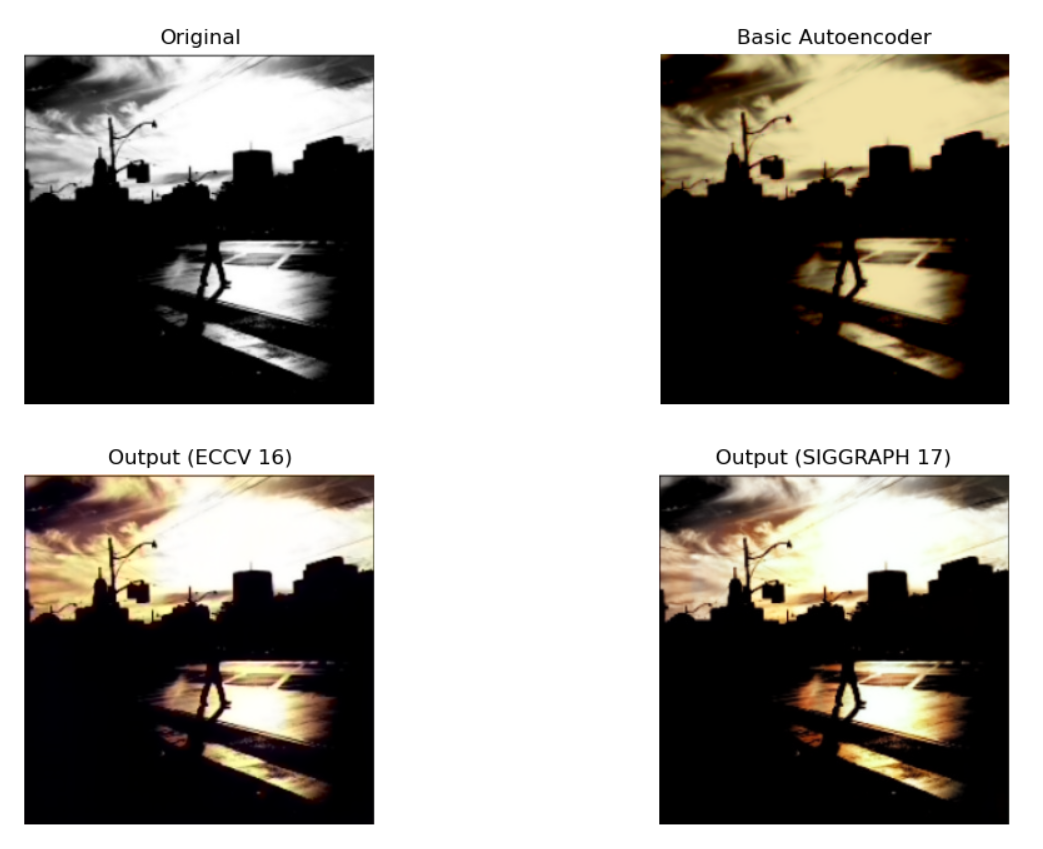 Original
Basic Autoencoder
Output (ECCV 16)
Output (SIGGRAPH 17)